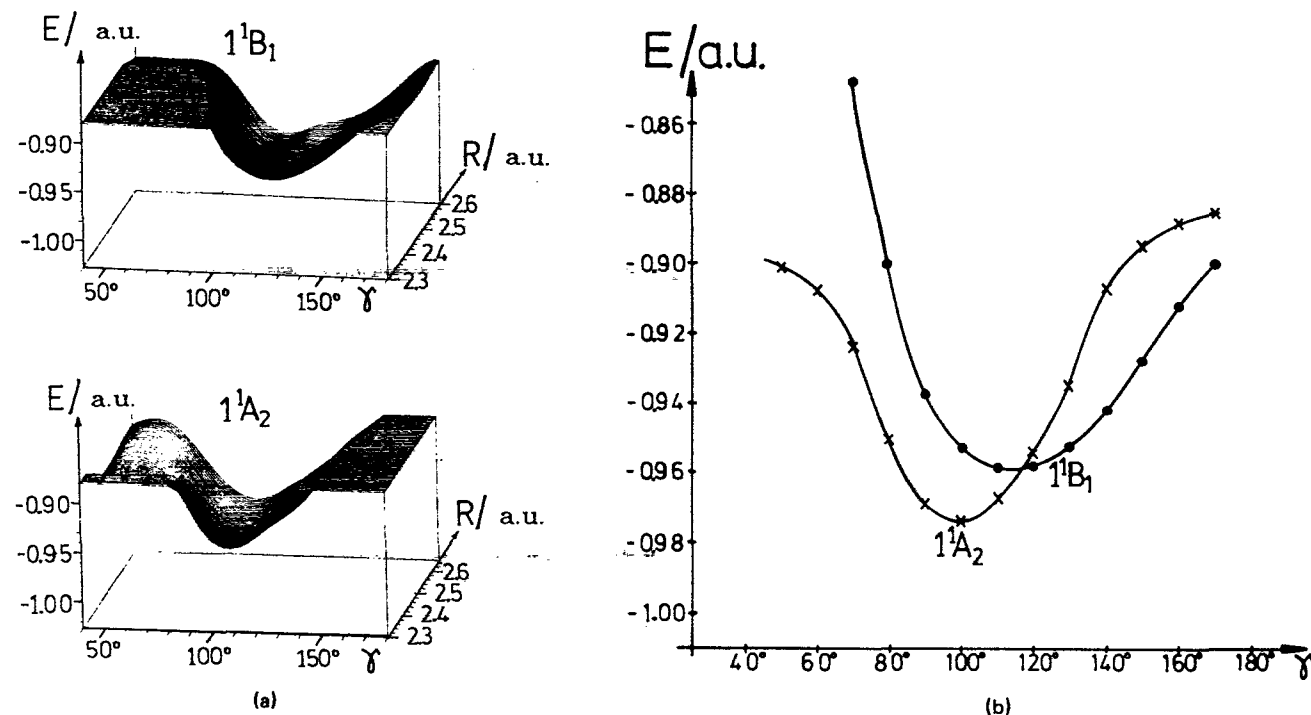 E/ a.u.
1¹B₁
-0.90
-0.95
-1.00
50° 100° 150° γ
R/ a.u.
2.6
2.5
2.4
2.3
E/ a.u.
1¹A₂
-0.90
-0.95
-1.00
50° 100° 150° γ
R/ a.u.
2.6
2.5
2.4
2.3
(a)
E/a.u.
-0.86
-0.88
-0.90
-0.92
-0.94
-0.96
-0.98
-1.00
1¹B₁
1¹A₂
40° 60° 80° 100° 120° 140° 160° 180° γ
(b)